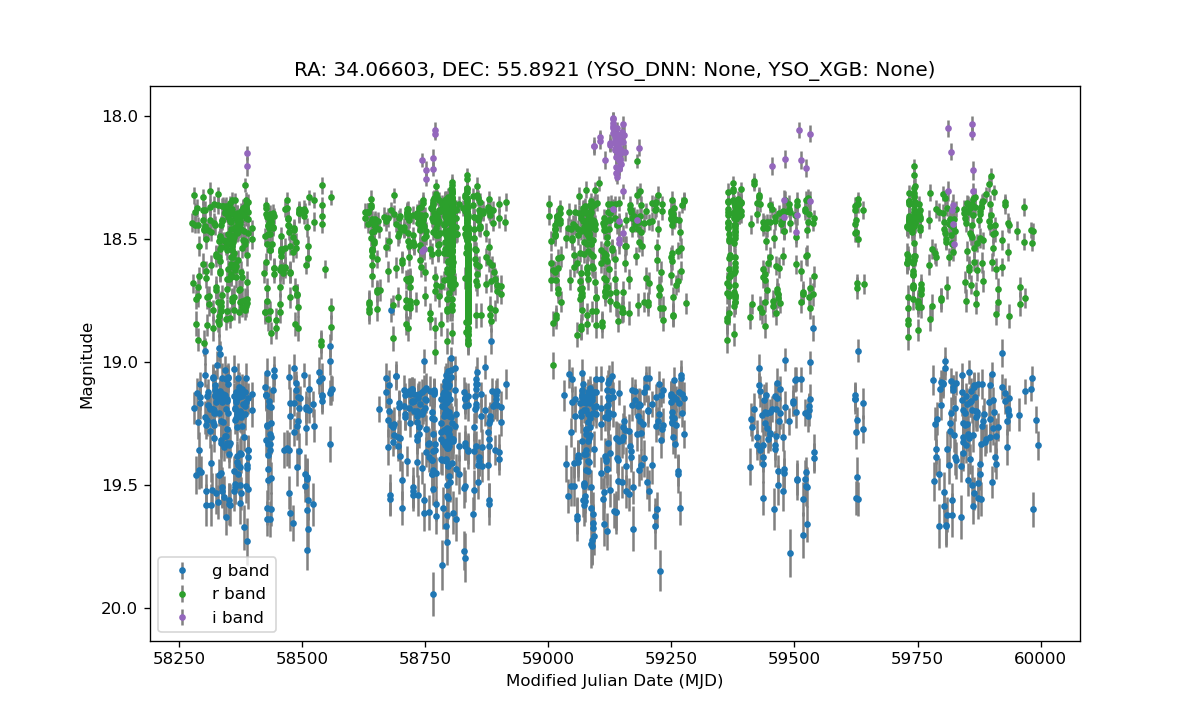 RA: 34.06603, DEC: 55.8921 (YSO_DNN: None, YSO_XGB: None)
18.0
18.5
19.0
19.5
20.0
Magnitude
g band
r band
i band
58250 58500 58750 59000 59250 59500 59750 60000
Modified Julian Date (MJD)